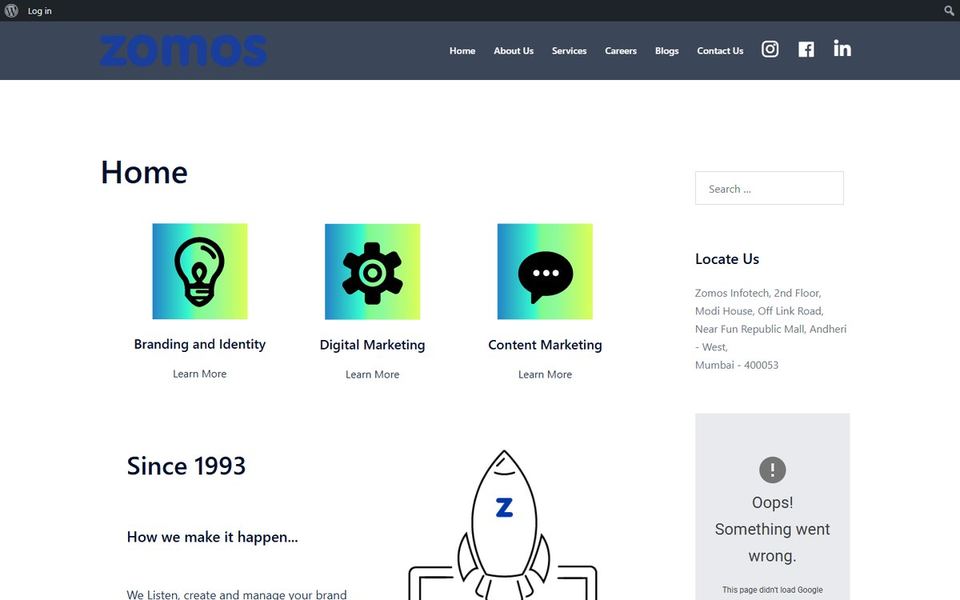 Log in
zomos
Home
About Us
Services
Careers
Blogs
Contact Us
Home
Branding and Identity
Learn More
Digital Marketing
Learn More
Content Marketing
Learn More
Since 1993
How we make it happen...
We Listen, create and manage your brand
Z
Search ...
Locate Us
Zomos Infotech, 2nd Floor,
Modi House, Off Link Road,
Near Fun Republic Mall, Andheri
- West,
Mumbai - 400053
Oops!
Something went
wrong.
This page didn't load Google